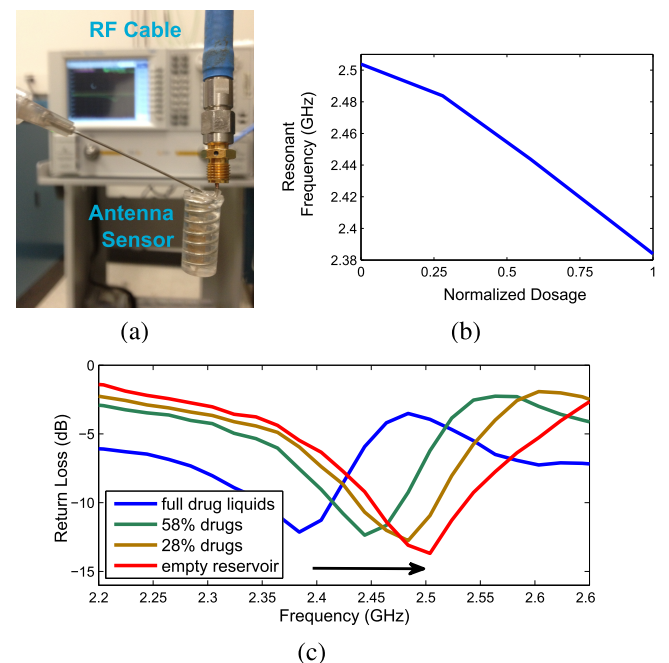 RF Cable
Antenna
Sensor
(a)
Resonant
Frequency (GHz)
2.5
2.48
2.46
2.44
2.42
2.4
2.38
0
0.25
0.5
0.75
1
Normalized Dosage
(b)
Return Loss (dB)
0
−5
−10
−15
full drug liquids
58% drugs
28% drugs
empty reservoir
2.2
2.25
2.3
2.35
2.4
2.45
2.5
2.55
2.6
2.6
Frequency (GHz)
(c)